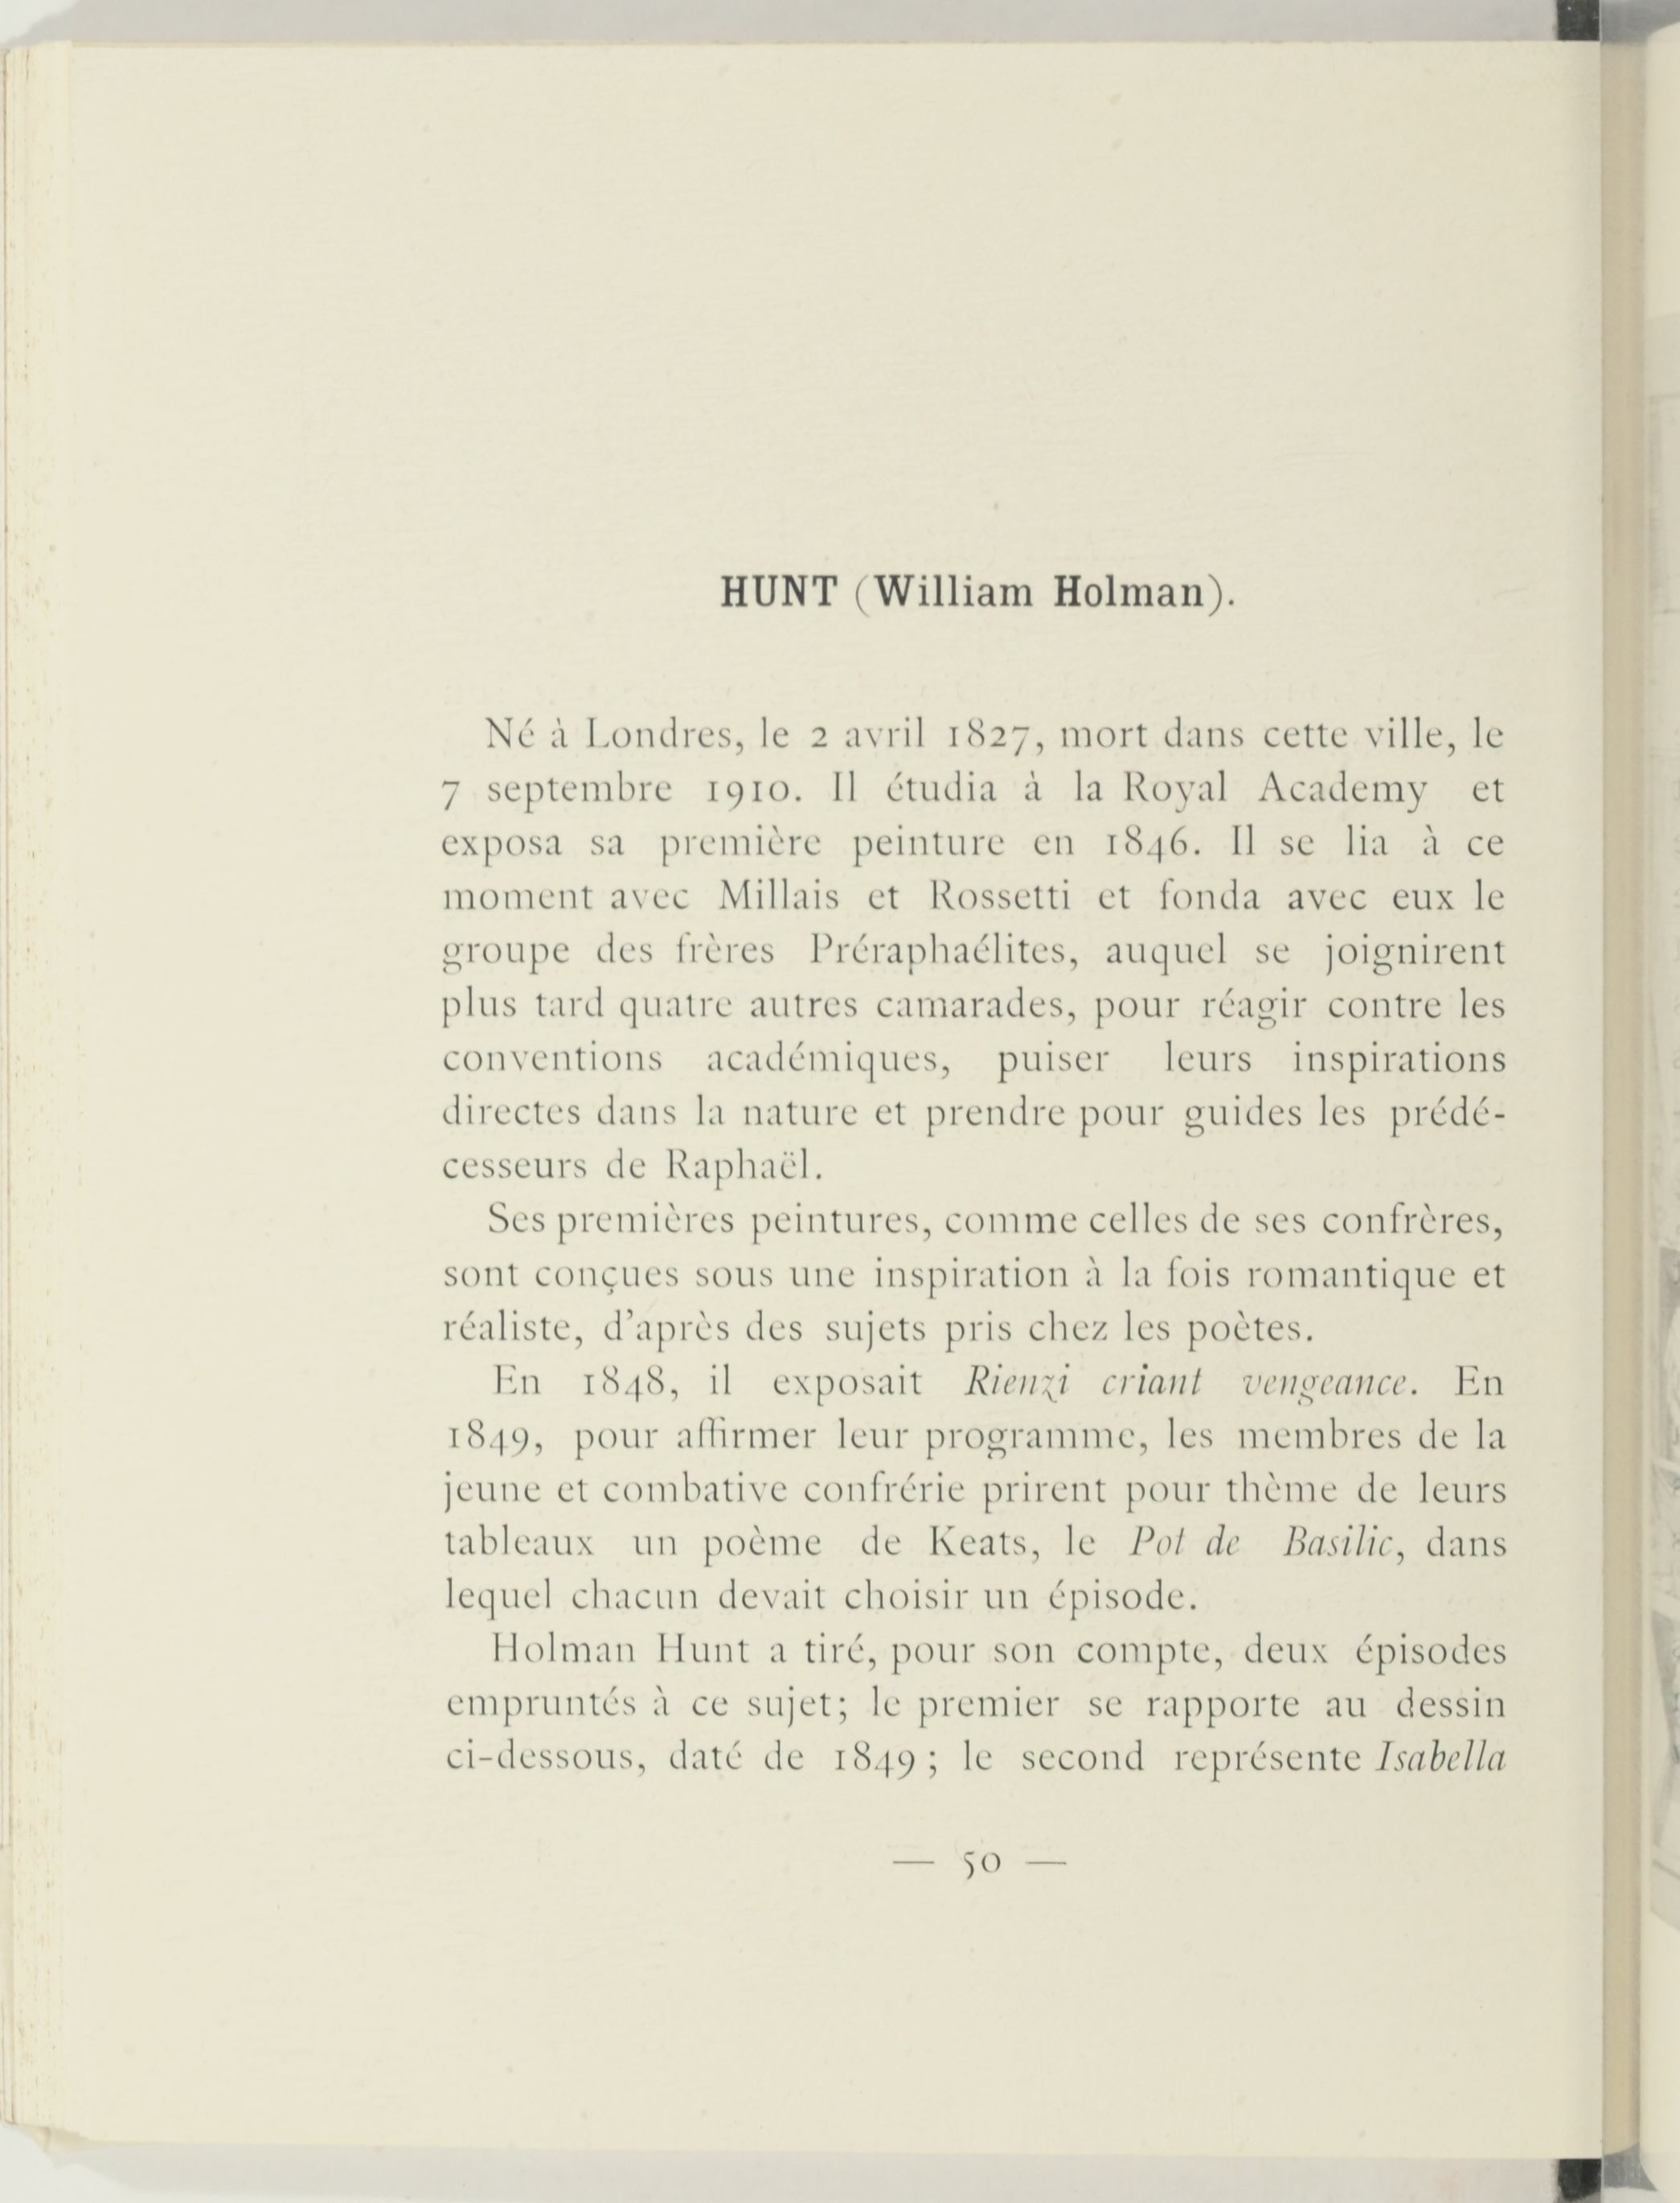 HUNT (William Holman).
Né à Londres, le 2 avril 1827, mort dans cette ville, le
7 septembre 1910. Il étudia à la Royal Academy et
exposa sa première peinture en 1846. Il se lia à ce
moment avec Millais et Rossetti et fonda avec eux le
groupe des frères Préraphaélites, auquel se joignirent
plus tard quatre autres camarades, pour réagir contre les
conventions académiques, puiser leurs inspirations
directes dans la nature et prendre pour guides les prédé-
cesseurs de Raphaël.
Ses premières peintures, comme celles de ses confrères,
sont conçues sous une inspiration à la fois romantique et
réaliste, d'après des sujets pris chez les poètes.
En 1848, il exposait Rienzi criant vengeance. En
1849, pour affirmer leur programme, les membres de la
jeune et combative confrérie prirent pour thème de leurs
tableaux un poème de Keats, le Pot de Basilic, dans
lequel chacun devait choisir un épisode.
Holman Hunt a tiré, pour son compte, deux épisodes
empruntés à ce sujet; le premier se rapporte au dessin
ci-dessous, daté de 1849; le second représente Isabella
— 50 —